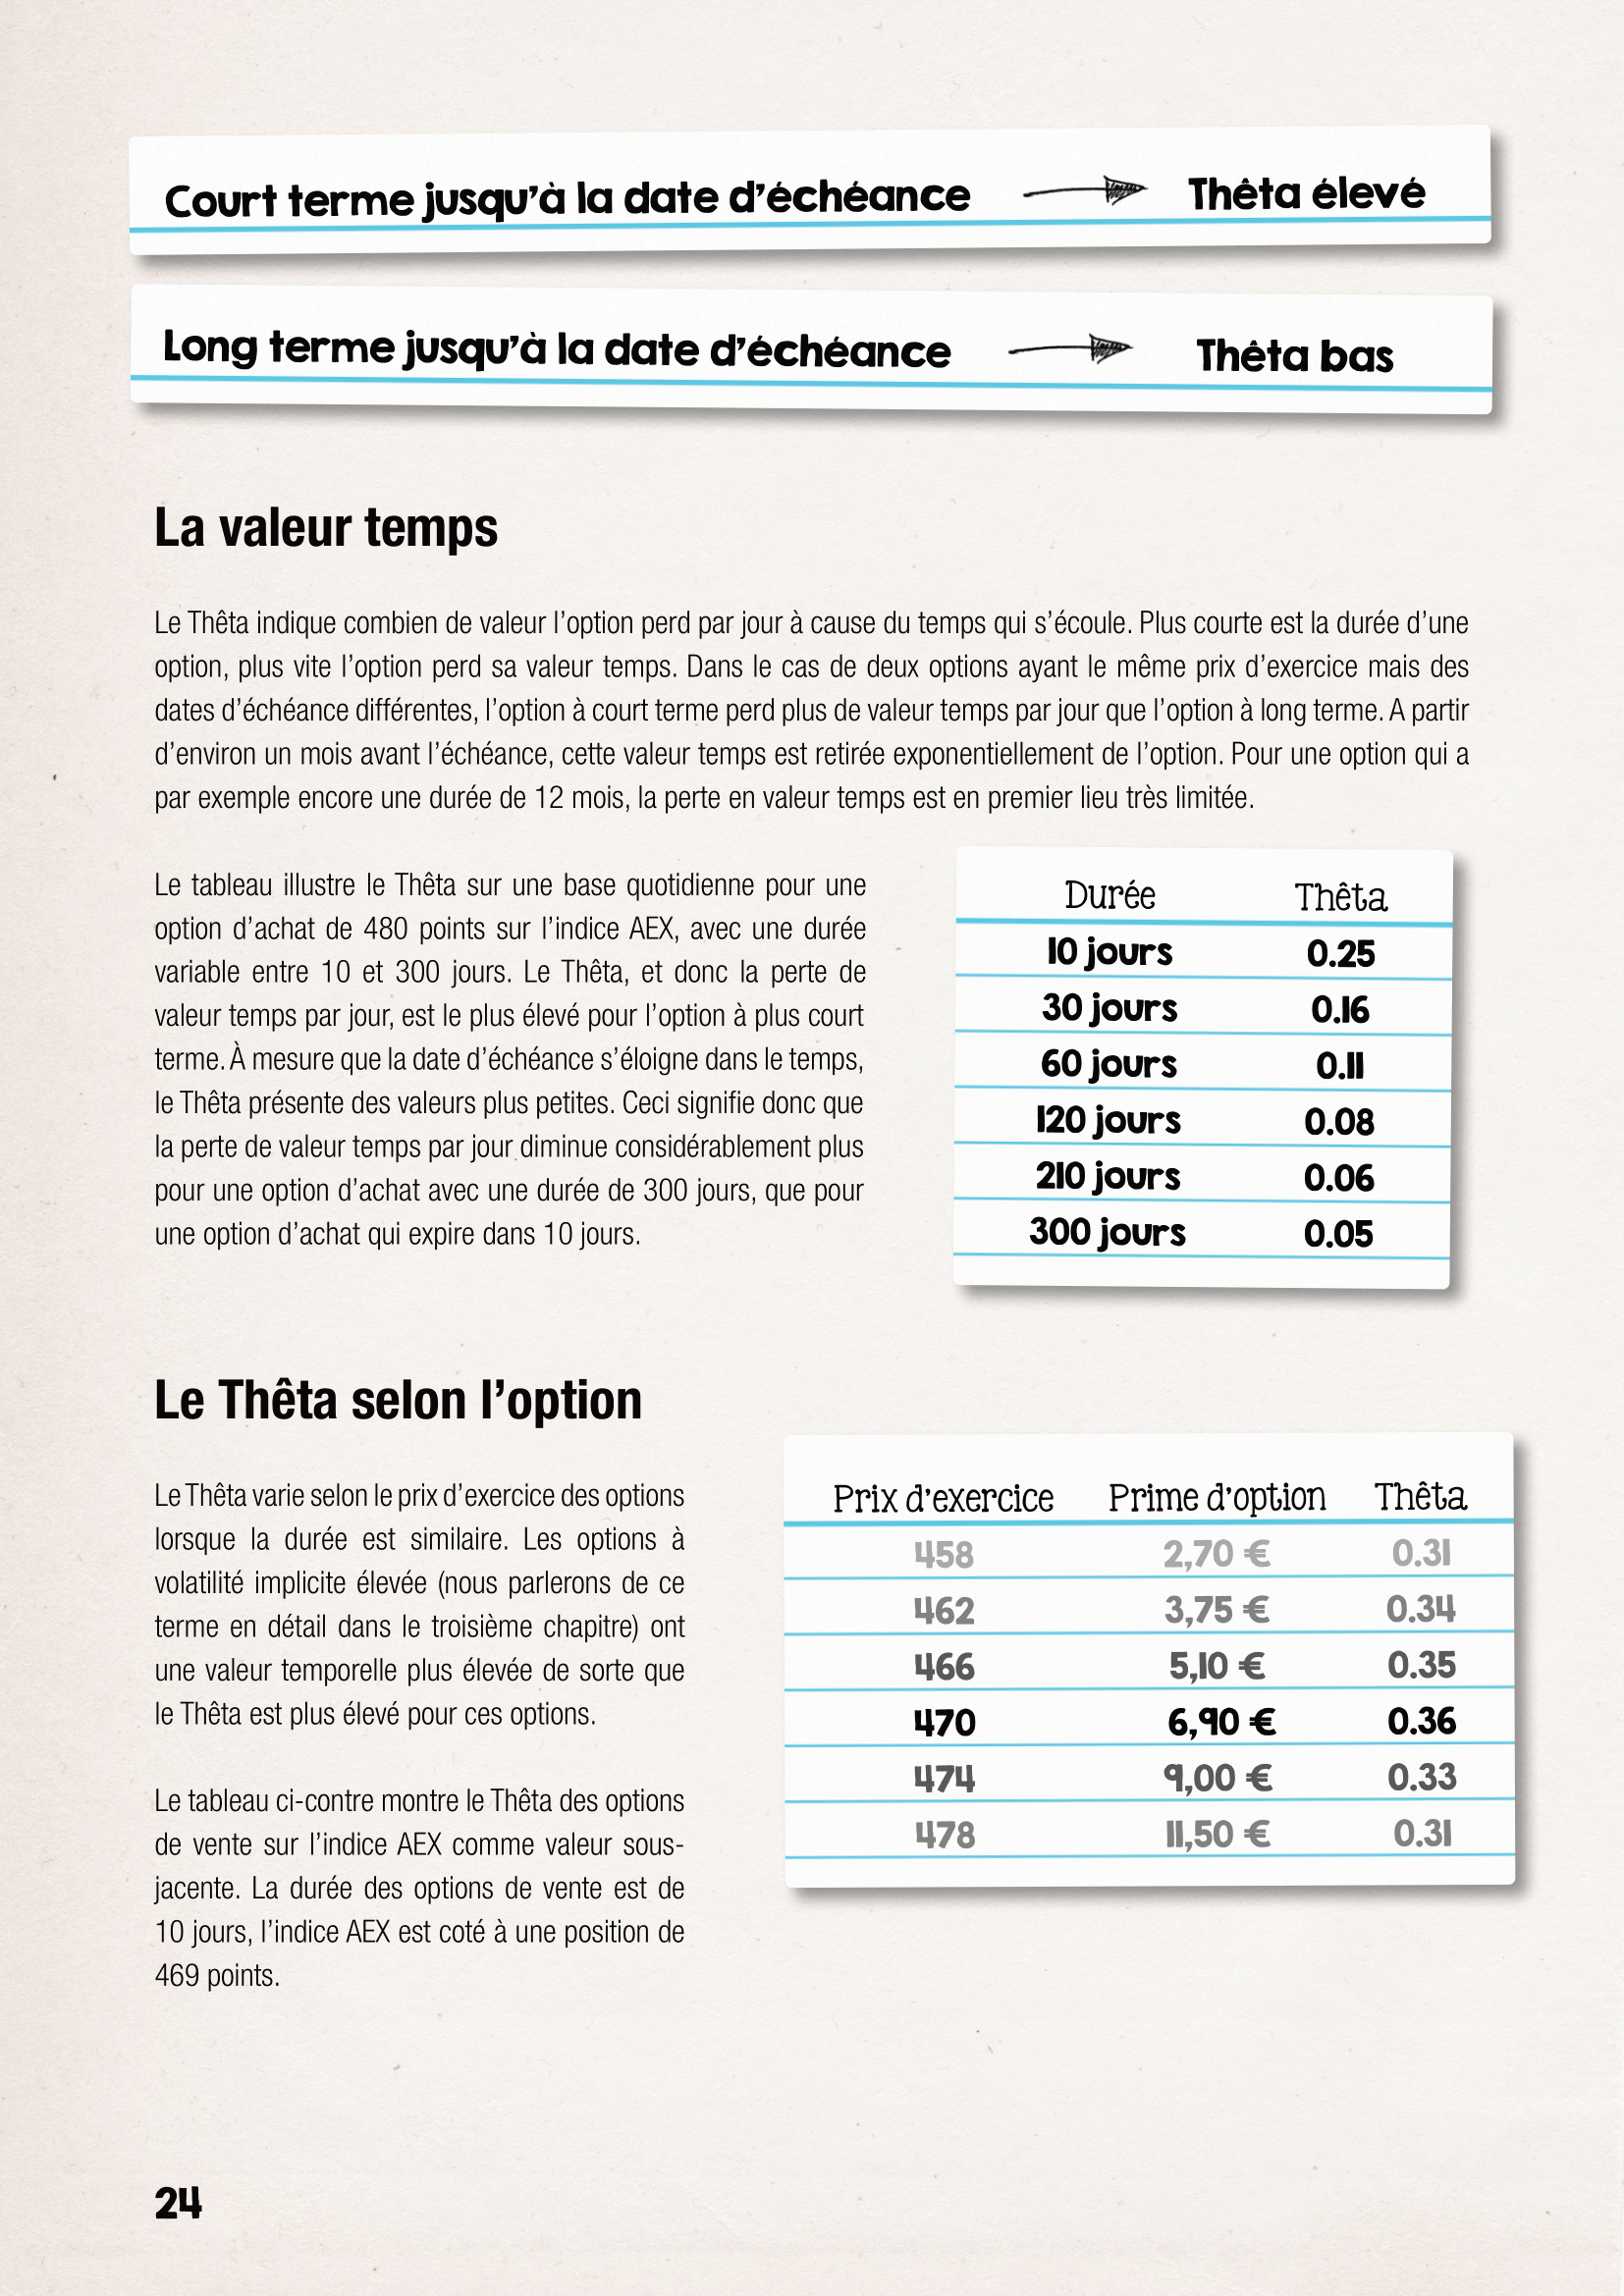 Court terme jusqu'à la date d'échéance Thêta élevé
Long terme jusqu'à la date d'échéance Thêta bas
La valeur temps
Le Thêta indique combien de valeur l'option perd par jour à cause du temps qui s'écoule. Plus courte est la durée d'une
option, plus vite l'option perd sa valeur temps. Dans le cas de deux options ayant le même prix d'exercice mais des
dates d'échéance différentes, l'option à court terme perd plus de valeur temps par jour que l'option à long terme. A partir
d'environ un mois avant l'échéance, cette valeur temps est retirée exponentiellement de l'option. Pour une option qui a
par exemple encore une durée de 12 mois, la perte en valeur temps est en premier lieu très limitée.
Le tableau illustre le Thêta sur une base quotidienne pour une
option d'achat de 480 points sur l'indice AEX, avec une durée
variable entre 10 et 300 jours. Le Thêta, et donc la perte de
valeur temps par jour, est le plus élevé pour l'option à plus court
terme. À mesure que la date d'échéance s'éloigne dans le temps,
le Thêta présente des valeurs plus petites. Ceci signifie donc que
la perte de valeur temps par jour diminue considérablement plus
pour une option d'achat avec une durée de 300 jours, que pour
une option d'achat qui expire dans 10 jours.
Durée Thêta
10 jours 0.25
30 jours 0.16
60 jours 0.11
120 jours 0.08
210 jours 0.06
300 jours 0.05
Le Thêta selon l'option
Le Thêta varie selon le prix d'exercice des options
lorsque la durée est similaire. Les options à
volatilité implicite élevée (nous parlerons de ce
terme en détail dans le troisième chapitre) ont
une valeur temporelle plus élevée de sorte que
le Thêta est plus élevé pour ces options.
Le tableau ci-contre montre le Thêta des options
de vente sur l'indice AEX comme valeur sous-
jacente. La durée des options de vente est de
10 jours, l'indice AEX est coté à une position de
469 points.
Prix d'exercice Prime d'option Thêta
458 2,70 € 0.31
462 3,75 € 0.34
466 5,10 € 0.35
470 6,90 € 0.36
474 9,00 € 0.33
478 11,50 € 0.31
24